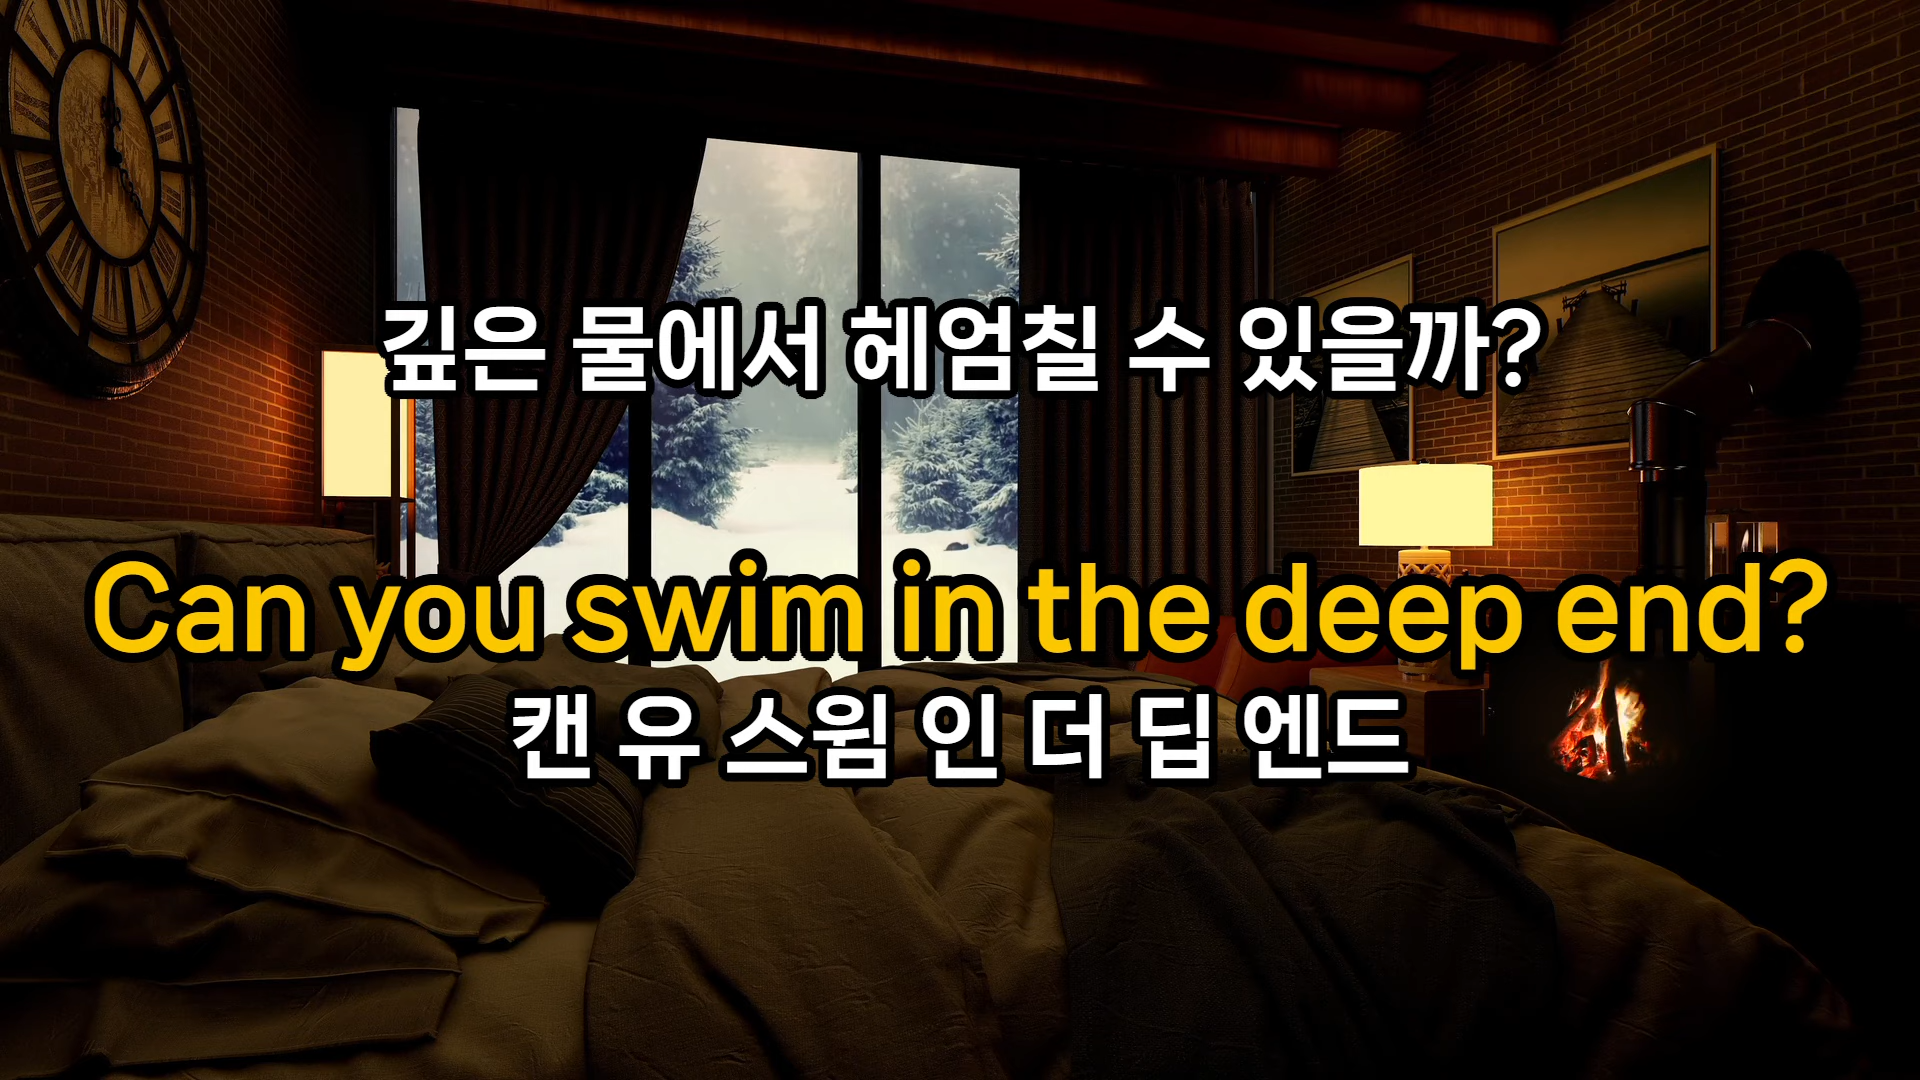 깊은 물에서 헤엄칠 수 있을까?
Can you swim in the deep end?
캔 유 스윔 인 더 딥 엔드